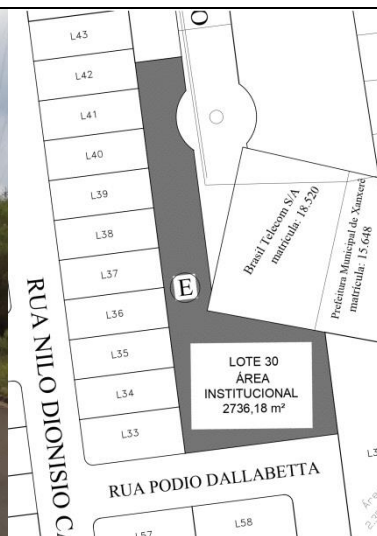 L43
L42
L41
L40
L39
L38
L37
L36
L35
L34
L33
RUA NILO DIONISIO CA
E
Brasil Telecom S/A
matrícula: 18.520
Prefeitura Municipal de Xanxerê
matrícula: 15.648
LOTE 30
ÁREA
INSTITUCIONAL
2736,18 m²
RUA PODIO DALLABETTA
L57
L58